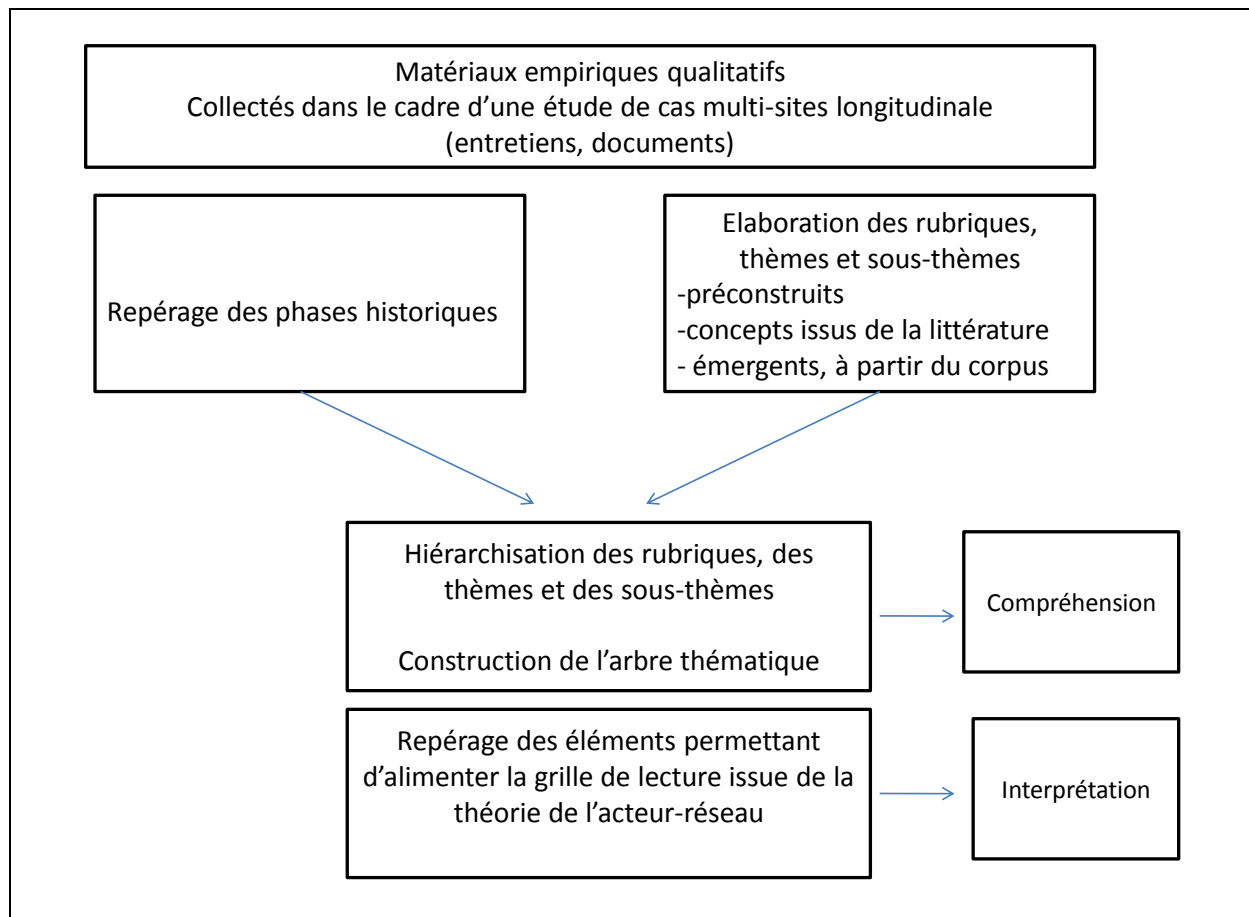 Matériaux empiriques qualitatifs
Collectés dans le cadre d’une étude de cas multi-sites longitudinale
(entretiens, documents)
Repérage des phases historiques
Elaboration des rubriques,
thèmes et sous-thèmes
-préconstruits
-concepts issus de la littérature
- émergents, à partir du corpus
Hiérarchisation des rubriques, des
thèmes et des sous-thèmes
Construction de l’arbre thématique
Compréhension
Repérage des éléments permettant
d’alimenter la grille de lecture issue de la
théorie de l’acteur-réseau
Interprétation